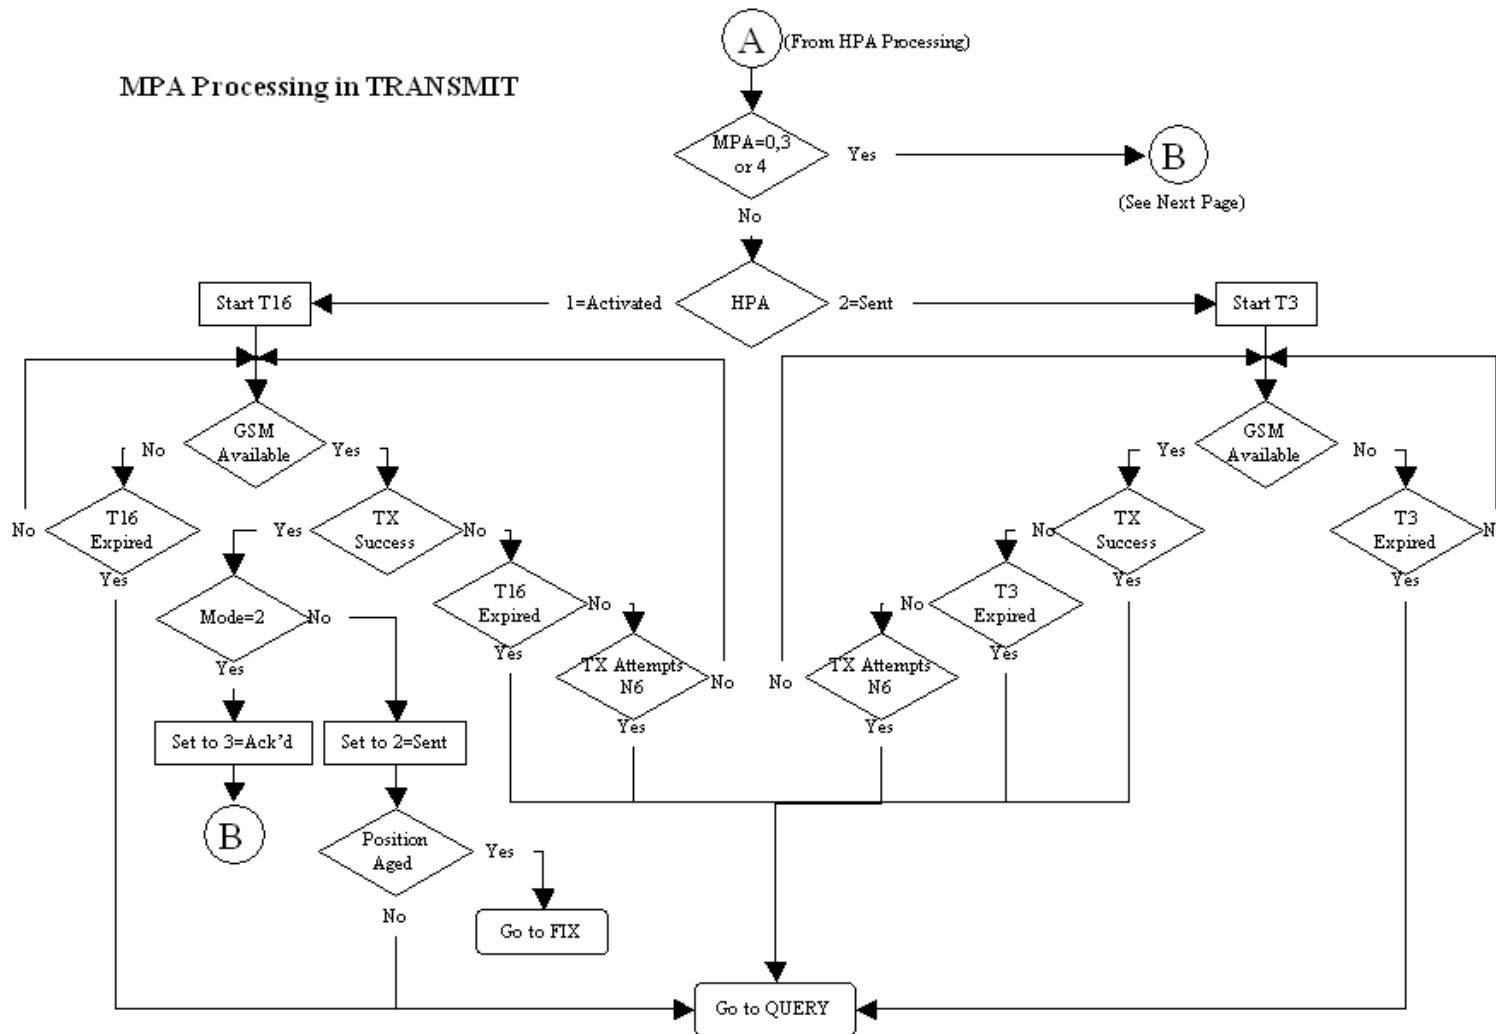 A
(From HPA Processing)
MPA Processing in TRANSMIT
MPA=0,3
or 4
Yes
B
(See Next Page)
No
Start T16
1=Activated
HPA
2=Sent
Start T3
GSM
Available
No
Yes
GSM
Available
Yes
No
No
T16
Expired
Yes
Yes
TX
Success
No
No
TX
Success
Yes
T3
Expired
Yes
Mode=2
No
Yes
T16
Expired
No
Yes
No
T3
Expired
Yes
TX Attempts
N6
No
Yes
No
TX Attempts
N6
Yes
Set to 3=Ack'd
Set to 2=Sent
B
Position
Aged
Yes
No
Go to FIX
Go to QUERY